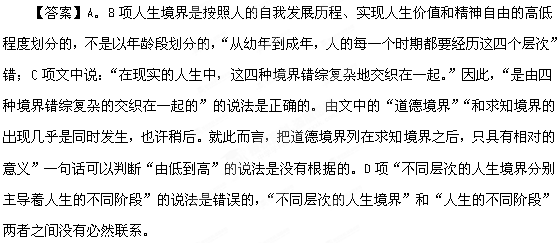 【答案】A。B项人生境界是按照人的自我发展历程、实现人生价值和精神自由的高低
程度划分的，不是以年龄段划分的，“从幼年到成年，人的每一个时期都要经历这四个层次”
错；C项文中说：“在现实的人生中，这四种境界错综复杂地交织在一起。”因此，“是由四
种境界错综复杂的交织在一起的”的说法是正确的。由文中的“道德境界”“和求知境界的
出现几乎是同时发生，也许稍后。就此而言，把道德境界列在求知境界之后，只具有相对的
意义”一句话可以判断“由低到高”的说法是没有根据的。D项“不同层次的人生境界分别
主导着人生的不同阶段”的说法是错误的，“不同层次的人生境界”和“人生的不同阶段”
两者之间没有必然联系。